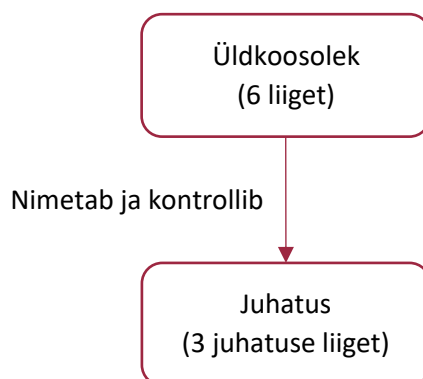 Üldkoosolek
(6 liiget)
Nimetab ja kontrollib
Juhatus
(3 juhatuse liiget)